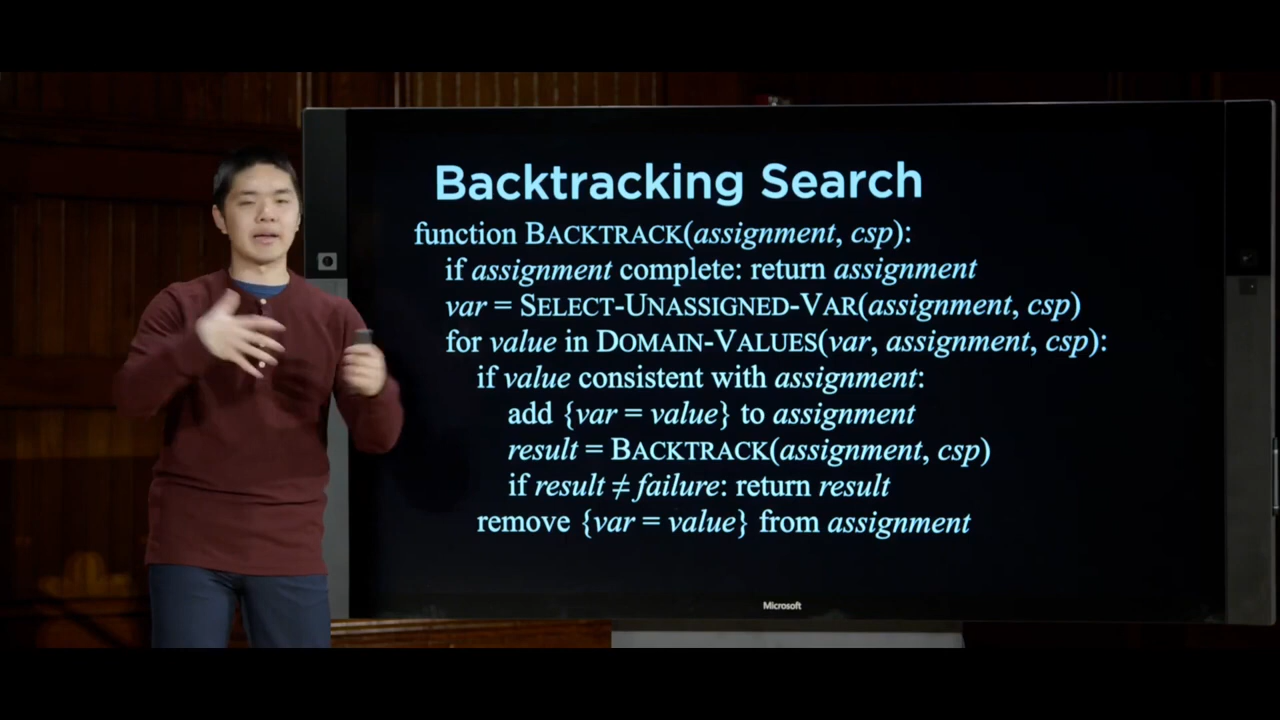 Backtracking Search
function BACKTRACK(assignment, csp):
if assignment complete: return assignment
var = SELECT-UNASSIGNED-VAR(assignment, csp)
for value in DOMAIN-VALUES(var, assignment, csp):
if value consistent with assignment:
add {var = value} to assignment
result = BACKTRACK(assignment, csp)
if result ≠ failure: return result
remove {var = value} from assignment
Microsoft